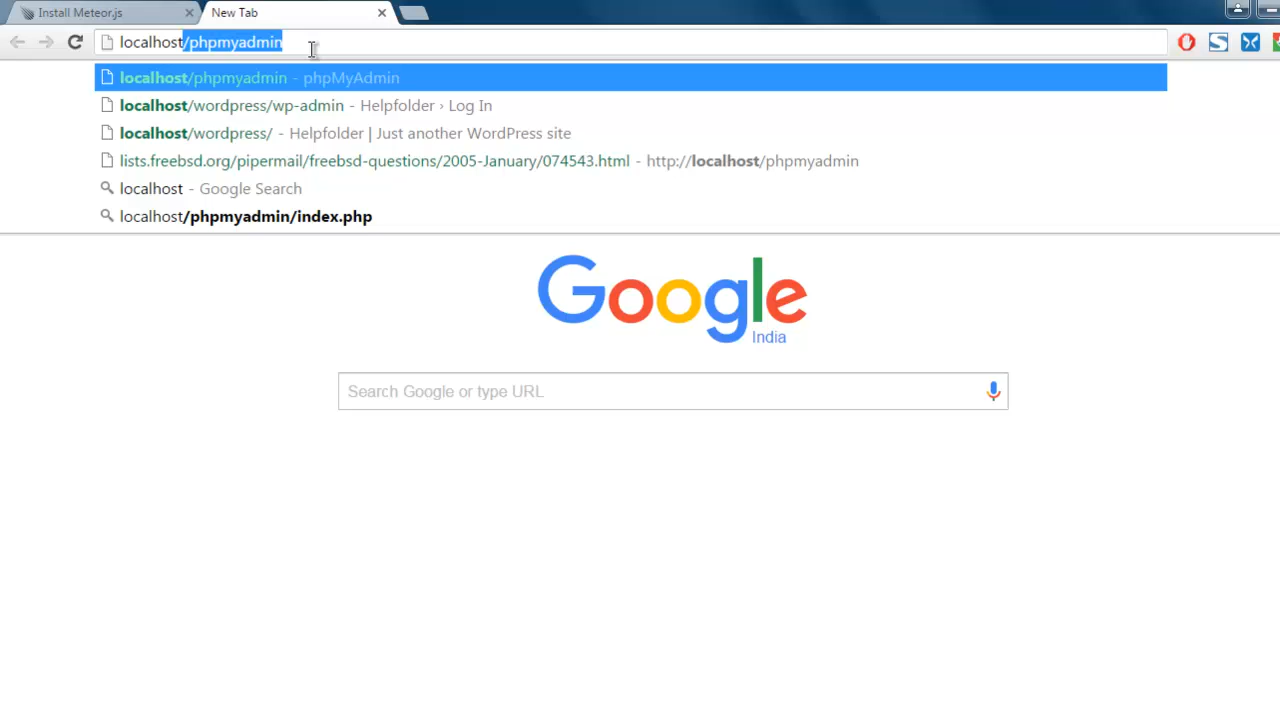 Install Meteor.js
New Tab
localhost/phpmyadmin
localhost/phpmyadmin - phpMyAdmin
localhost/wordpress/wp-admin - Helpfolder › Log In
localhost/wordpress/ - Helpfolder | Just another WordPress site
lists.freebsd.org/pipermail/freebsd-questions/2005-January/074543.html - http://localhost/phpmyadmin
localhost - Google Search
localhost/phpmyadmin/index.php
Google
India
Search Google or type URL